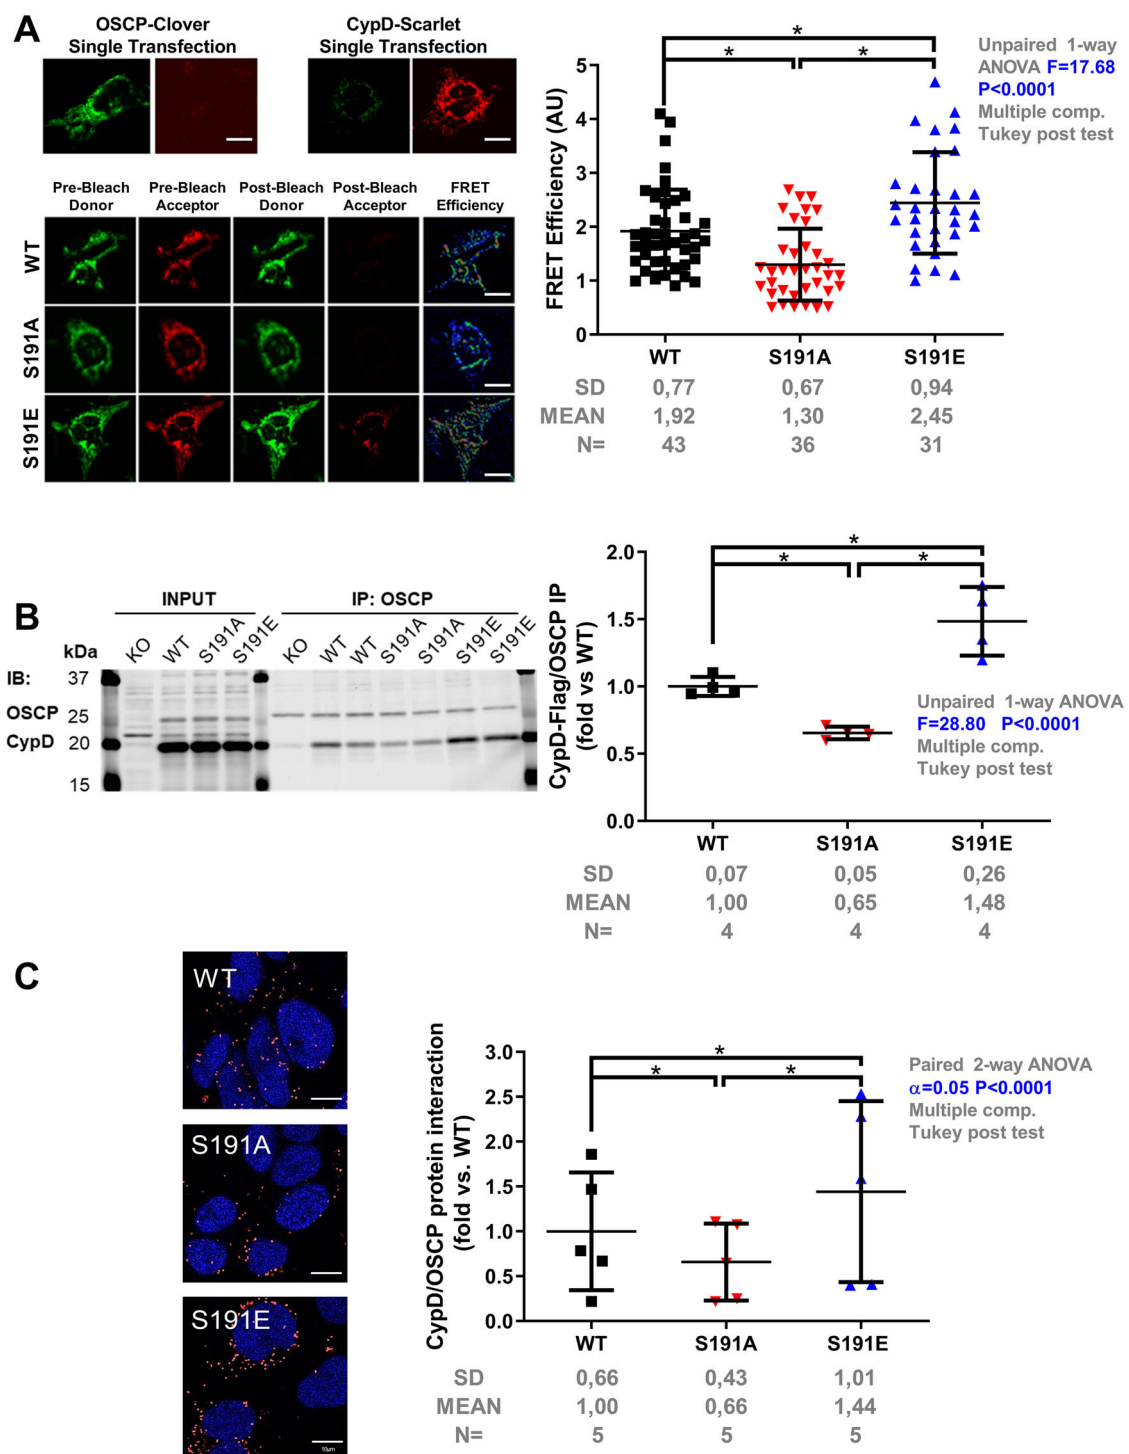 A
OSCP-Clover
Single Transfection
CypD-Scarlet
Single Transfection
Pre-Bleach
Donor
Pre-Bleach
Acceptor
Post-Bleach
Donor
Post-Bleach
Acceptor
FRET
Efficiency
WT
S191A
S191E
FRET Efficiency (AU)
5
4
3
2
1
0
* 
* *
Unpaired 1-way
ANOVA F=17.68
P<0.0001
Multiple comp.
Tukey post test
WT S191A S191E
SD 0,77 0,67 0,94
MEAN 1,92 1,30 2,45
N= 43 36 31
B
INPUT IP: OSCP
kDa KO WT S191A S191E KO WT WT S191A S191A S191E S191E
IB: 37
OSCP 25
CypD 20
15
CypD-Flag/OSCP IP
(fold vs WT)
2.0
1.5
1.0
0.5
0.0
*
* *
Unpaired 1-way ANOVA
F=28.80 P<0.0001
Multiple comp.
Tukey post test
WT S191A S191E
SD 0,07 0,05 0,26
MEAN 1,00 0,65 1,48
N= 4 4 4
C
WT
S191A
S191E
10µm
CypD/OSCP protein interaction
(fold vs. WT)
3.0
2.5
2.0
1.5
1.0
0.5
0.0
*
* *
Paired 2-way ANOVA
α=0.05 P<0.0001
Multiple comp.
Tukey post test
WT S191A S191E
SD 0,66 0,43 1,01
MEAN 1,00 0,66 1,44
N= 5 5 5